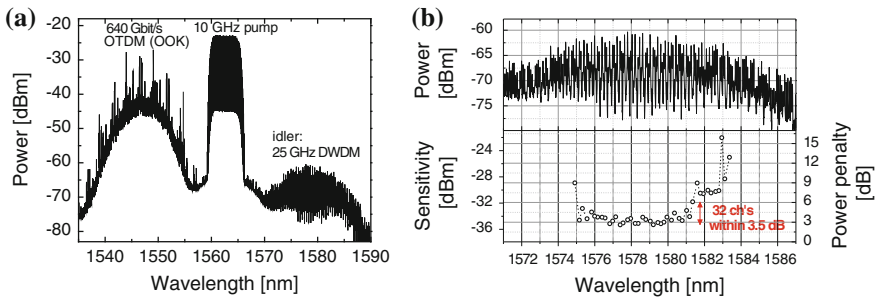 (a)
640 Gbit/s
OTDM (OOK)
10 GHz pump
idler:
25 GHz DWDM
Power [dBm]
-20
-30
-40
-50
-60
-70
-80
1540 1550 1560 1570 1580 1590
Wavelength [nm]
(b)
Power
[dBm]
-60
-65
-70
-75
Sensitivity
[dBm]
-24
-28
-32
-36
32 ch's
within 3.5 dB
15
12
9
6
3
0
Power penalty
[dB]
1572 1574 1576 1578 1580 1582 1584 1586
Wavelength [nm]